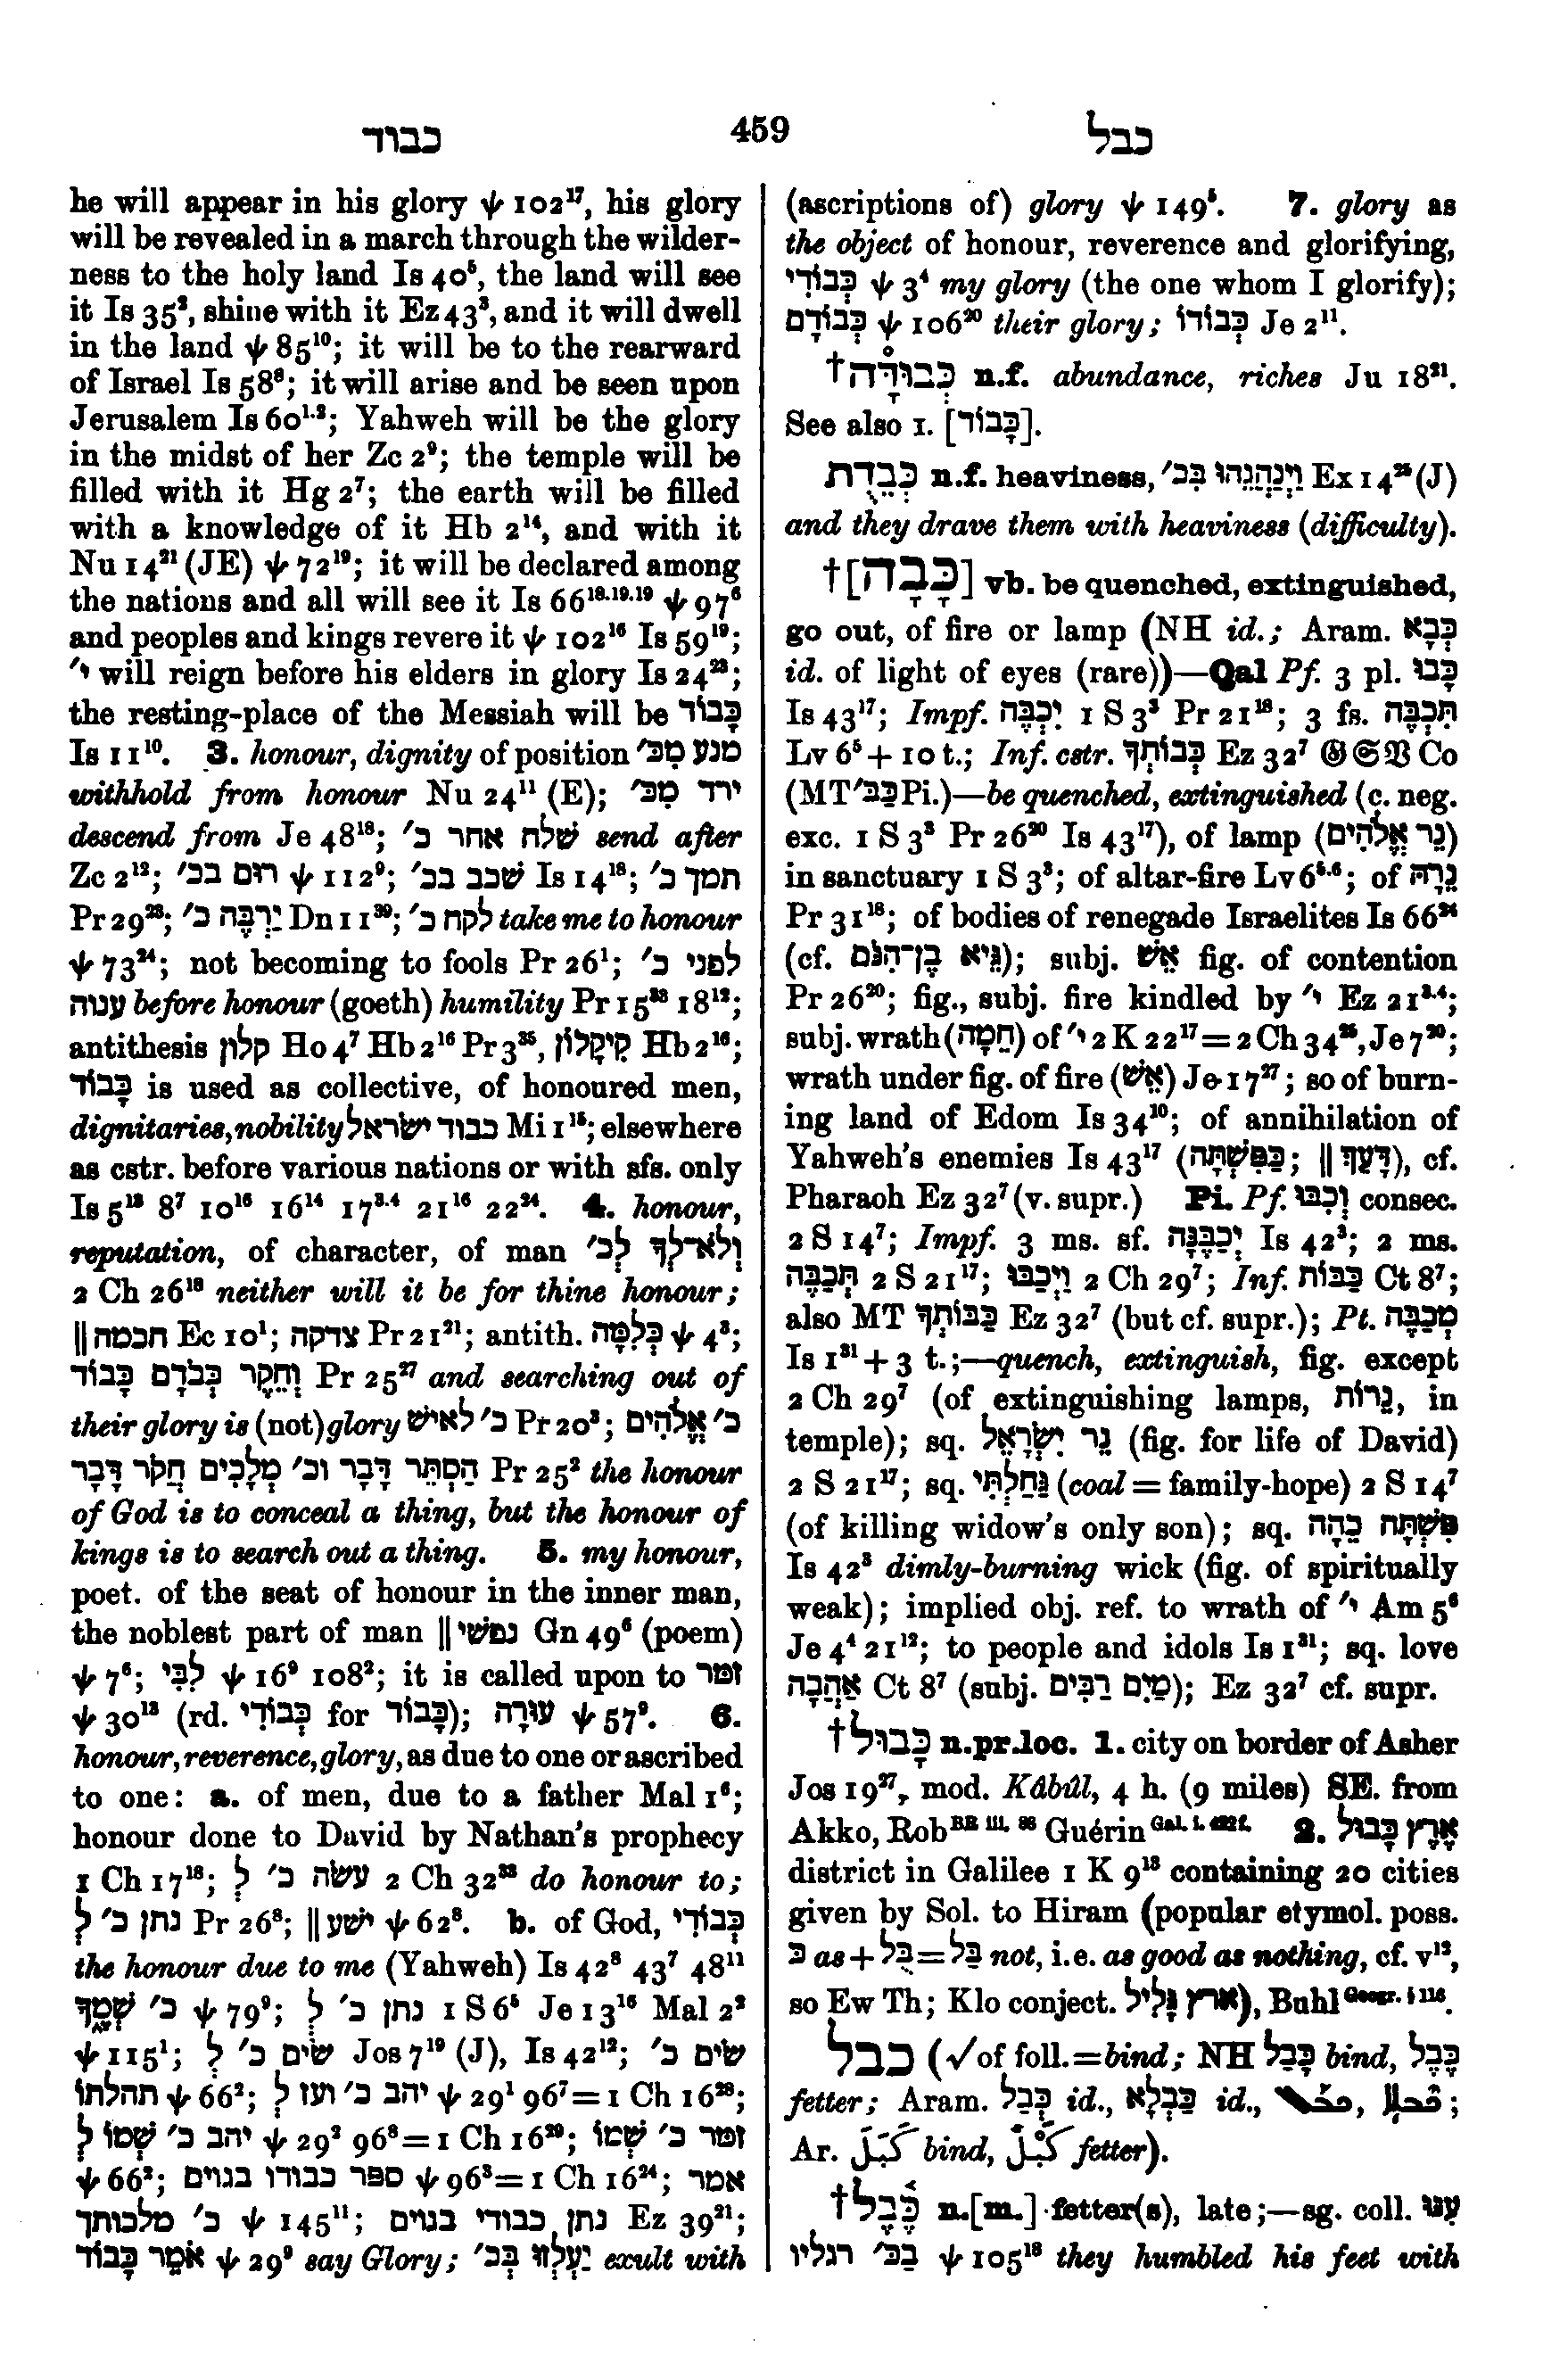 כבוד 459 כבל
he will appear in his glory ψ 102¹⁷, his glory
will be revealed in a march through the wilder-
ness to the holy land Is 40⁵, the land will see
it Is 35², shine with it Ez 43², and it will dwell
in the land ψ 85¹⁰; it will be to the rearward
of Israel Is 58⁸; it will arise and be seen upon
Jerusalem Is 60¹·²; Yahweh will be the glory
in the midst of her Zc 2⁹; the temple will be
filled with it Hg 2⁷; the earth will be filled
with a knowledge of it Hb 2¹⁴, and with it
Nu 14²¹ (JE) ψ 72¹⁹; it will be declared among
the nations and all will see it Is 66¹⁸·¹⁹·¹⁹ ψ 97⁶
and peoples and kings revere it ψ 102¹⁶ Is 59¹⁹;
י׳ will reign before his elders in glory Is 24²³;
the resting-place of the Messiah will be כָּבוֹד
Is 11¹⁰. 3. honour, dignity of position מנע מִכּ׳
withhold from honour Nu 24¹¹ (E); ירד מִכּ׳
descend from Je 48¹⁸; שׁלח אחר כ׳ send after
Zc 2¹²; רוּם בכ׳ ψ 112⁹; שׁכב בכ׳ Is 14¹⁸; תמך כ׳
Pr 29²³; יַרְבֶּה כ׳ Dn 11³⁹; לקח כ׳ take me to honour
ψ 73²⁴; not becoming to fools Pr 26¹; לפני כ׳
ענוה before honour (goeth) humility Pr 15³³ 18¹²;
antithesis קלון Ho 4⁷ Hb 2¹⁶ Pr 3³⁵, קִיקָלוֹן Hb 2¹⁶;
כָּבוֹד is used as collective, of honoured men,
dignitaries, nobility כבוד ישׂראל Mi 1¹⁵; elsewhere
as cstr. before various nations or with sfs. only
Is 5¹³ 8⁷ 10¹⁶ 16¹⁴ 17³·⁴ 21¹⁶ 22²⁴. 4. honour,
reputation, of character, of man וְלֹא־לְךָ לְכ׳
2 Ch 26¹⁸ neither will it be for thine honour;
‖ חכמה Ec 10¹; צדקה Pr 21²¹; antith. כְּלִמָּה ψ 4³;
וְחֵקֶר כְּבֹדָם כָּבוֹד Pr 25²⁷ and searching out of
their glory is (not) glory כ׳ לאישׁ Pr 20³; כ׳ אֱלֹהִים
הַסְתֵּר דָּבָר וכ׳ מְלָכִים חֲקֹר דָּבָר Pr 25² the honour
of God is to conceal a thing, but the honour of
kings is to search out a thing. 5. my honour,
poet. of the seat of honour in the inner man,
the noblest part of man ‖ נפשׁי Gn 49⁶ (poem)
ψ 7⁶; לִבִּי ψ 16⁹ 108²; it is called upon to זמּר
ψ 30¹³ (rd. כְּבוֹדִי for כָּבוֹד); עוּרָה ψ 57⁹. 6.
honour, reverence, glory, as due to one or ascribed
to one: a. of men, due to a father Mal 1⁶;
honour done to David by Nathan's prophecy
1 Ch 17¹⁸; עשׂה כ׳ לְ 2 Ch 32³³ do honour to;
נתן כ׳ לְ Pr 26⁸; ‖ ישׁע ψ 62⁸. b. of God, כְּבוֹדִי
the honour due to me (Yahweh) Is 42⁸ 43⁷ 48¹¹
כ׳ שְׁמֶךָ ψ 79⁹; נתן כ׳ לְ 1 S 6⁵ Je 13¹⁶ Mal 2²
ψ 115¹; שׂים כ׳ לְ Jos 7¹⁹ (J), Is 42¹²; שׂים כ׳
תהלתוֹ ψ 66²; יהב כ׳ ועז לְ ψ 29¹ 96⁷ = 1 Ch 16²⁸;
יהב כ׳ שְׁמוֹ לְ ψ 29² 96⁸ = 1 Ch 16²⁹; זמּר כ׳ שְׁמוֹ
ψ 66²; ספּר כבודו בגוים ψ 96³ = 1 Ch 16²⁴; אמר
כ׳ מלכותך ψ 145¹¹; נתן כבודי בגוים Ez 39²¹;
אֹמֵר כָּבוֹד ψ 29⁹ say Glory; יַעְלְזוּ בְּכ׳ exult with
(ascriptions of) glory ψ 149⁵. 7. glory as
the object of honour, reverence and glorifying,
כְּבוֹדִי ψ 3⁴ my glory (the one whom I glorify);
כְּבוֹדָם ψ 106²⁰ their glory; כְּבוֹדוֹ Je 2¹¹.
†כְּבוּדָּה n.f. abundance, riches Ju 18²¹.
See also I. [כָּבוֹד].
כְּבֵדֻת n.f. heaviness, וַיְנַהֲגֵהוּ בִּכ׳ Ex 14²⁵ (J)
and they drave them with heaviness (difficulty).
†[כָּבָה] vb. be quenched, extinguished,
go out, of fire or lamp (NH id.; Aram. כְּבָא
id. of light of eyes (rare))—Qal Pf. 3 pl. כָּבוּ
Is 43¹⁷; Impf. יִכְבֶּה 1 S 3³ Pr 21¹⁸; 3 fs. תִּכְבֶּה
Lv 6⁵ + 10 t.; Inf. cstr. כְּבוֹתְךָ Ez 32⁷ 𝔊 𝔖 𝔙 Co
(MT כַּבּ׳ Pi.)—be quenched, extinguished (c. neg.
exc. 1 S 3³ Pr 26²⁰ Is 43¹⁷), of lamp (נֵר אֱלֹהִים)
in sanctuary 1 S 3³; of altar-fire Lv 6⁵·⁶; of נֵרָהּ
Pr 31¹⁸; of bodies of renegade Israelites Is 66²⁴
(cf. גֵּיא בֶן־הִנֹּם); subj. אֵשׁ fig. of contention
Pr 26²⁰; fig., subj. fire kindled by י׳ Ez 21³·⁴;
subj. wrath (חֵמָה) of י׳ 2 K 22¹⁷ = 2 Ch 34²⁵, Je 7²⁰;
wrath under fig. of fire (אֵשׁ) Je 17²⁷; so of burn-
ing land of Edom Is 34¹⁰; of annihilation of
Yahweh's enemies Is 43¹⁷ (כַּפִּשְׁתָּה; ‖ דָּעַךְ), cf.
Pharaoh Ez 32⁷ (v. supr.) Pi. Pf. וְכִבּוּ consec.
2 S 14⁷; Impf. 3 ms. sf. יְכַבֶּנָּה Is 42³; 2 ms.
תְּכַבֶּה 2 S 21¹⁷; וַיְכַבּוּ 2 Ch 29⁷; Inf. כַּבּוֹת Ct 8⁷;
also MT כַּבּוֹתְךָ Ez 32⁷ (but cf. supr.); Pt. מְכַבֶּה
Is 1³¹ + 3 t.;—quench, extinguish, fig. except
2 Ch 29⁷ (of extinguishing lamps, נֵרוֹת, in
temple); sq. נֵר יִשְׂרָאֵל (fig. for life of David)
2 S 21¹⁷; sq. גַּחַלְתִּי (coal = family-hope) 2 S 14⁷
(of killing widow's only son); sq. פִּשְׁתָּה כֵהָה
Is 42³ dimly-burning wick (fig. of spiritually
weak); implied obj. ref. to wrath of י׳ Am 5⁶
Je 4⁴ 21¹²; to people and idols Is 1³¹; sq. love
אַהֲבָה Ct 8⁷ (subj. מַיִם רַבִּים); Ez 32⁷ cf. supr.
†כָּבוּל n.pr.loc. 1. city on border of Asher
Jos 19²⁷, mod. Kâbûl, 4 h. (9 miles) SE. from
Akko, Rob BR III. 88 Guérin Gal. i. 422 f. 2. אֶרֶץ כָּבוּל
district in Galilee 1 K 9¹³ containing 20 cities
given by Sol. to Hiram (popular etymol. poss.
כּ as + בַּל = בְּל not, i.e. as good as nothing, cf. v¹²,
so Ew Th; Klo conject. ארץ גָּלִיל), Buhl Geogr. § 116.
כבל (√of foll. = bind; NH כָּבַל bind, כֶּבֶל
fetter; Aram. כְּבַל id., כַּבְלָא id., ;
Ar. كَبَلَ bind, كَبْلٌ fetter).
†כֶּבֶל n.[m.] fetter(s), late;—sg. coll. עִנּוּ
בַכּ׳ רגליו ψ 105¹⁸ they humbled his feet with